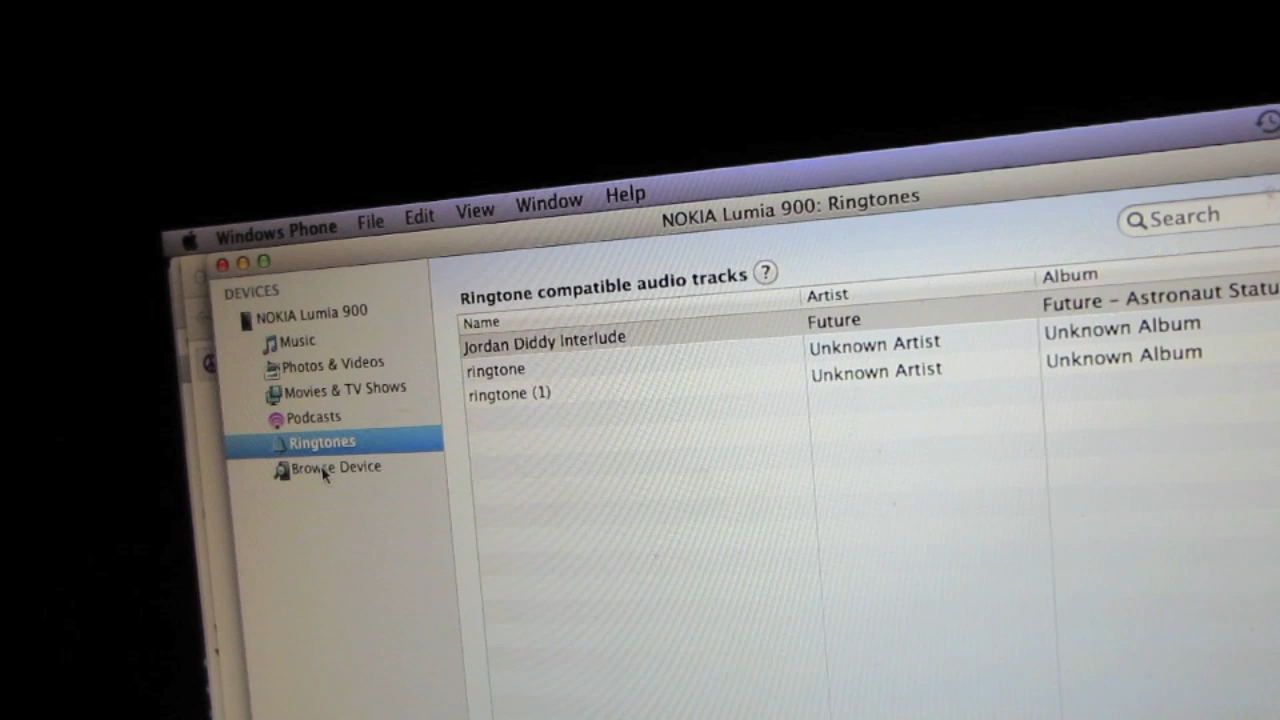 Windows Phone File Edit View Window Help
NOKIA Lumia 900: Ringtones
Search
DEVICES
NOKIA Lumia 900
Music
Photos & Videos
Movies & TV Shows
Podcasts
Ringtones
Browse Device
Ringtone compatible audio tracks ?
Name Artist Album
Jordan Diddy Interlude Future Future - Astronaut Statu
ringtone Unknown Artist Unknown Album
ringtone (1) Unknown Artist Unknown Album